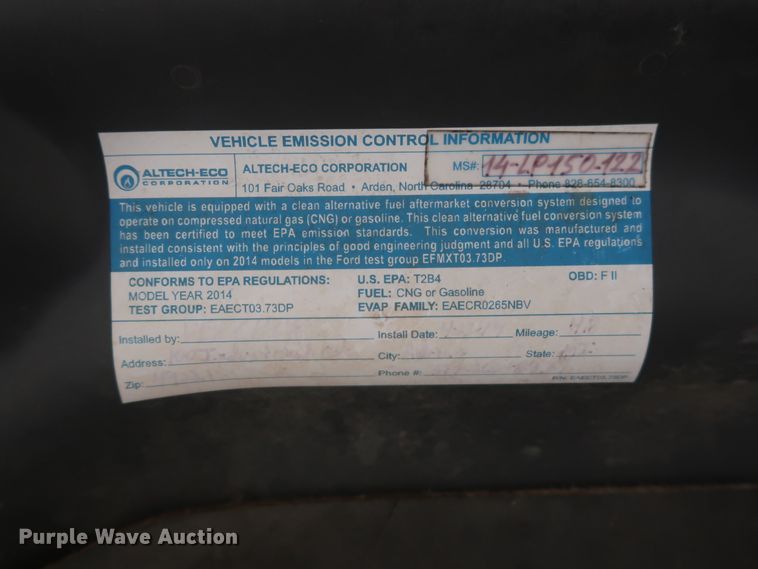 VEHICLE EMISSION CONTROL INFORMATION
ALTECH-ECO
CORPORATION
ALTECH-ECO CORPORATION
MS#: 14-LP150-122
101 Fair Oaks Road • Arden, North Carolina 28704 • Phone 828-654-8300
This vehicle is equipped with a clean alternative fuel aftermarket conversion system designed to
operate on compressed natural gas (CNG) or gasoline. This clean alternative fuel conversion system
has been certified to meet EPA emission standards. This conversion was manufactured and
installed consistent with the principles of good engineering judgment and all U.S. EPA regulations
and installed only on 2014 models in the Ford test group EFMXT03.73DP.
CONFORMS TO EPA REGULATIONS:
MODEL YEAR 2014
TEST GROUP: EAECT03.73DP
U.S. EPA: T2B4
FUEL: CNG or Gasoline
EVAP FAMILY: EAECR0265NBV
OBD: F II
Installed by: Install Date: Mileage:
Address: City: State:
Zip: Phone #:
P/N: EAECT03.73DP
Purple Wave Auction